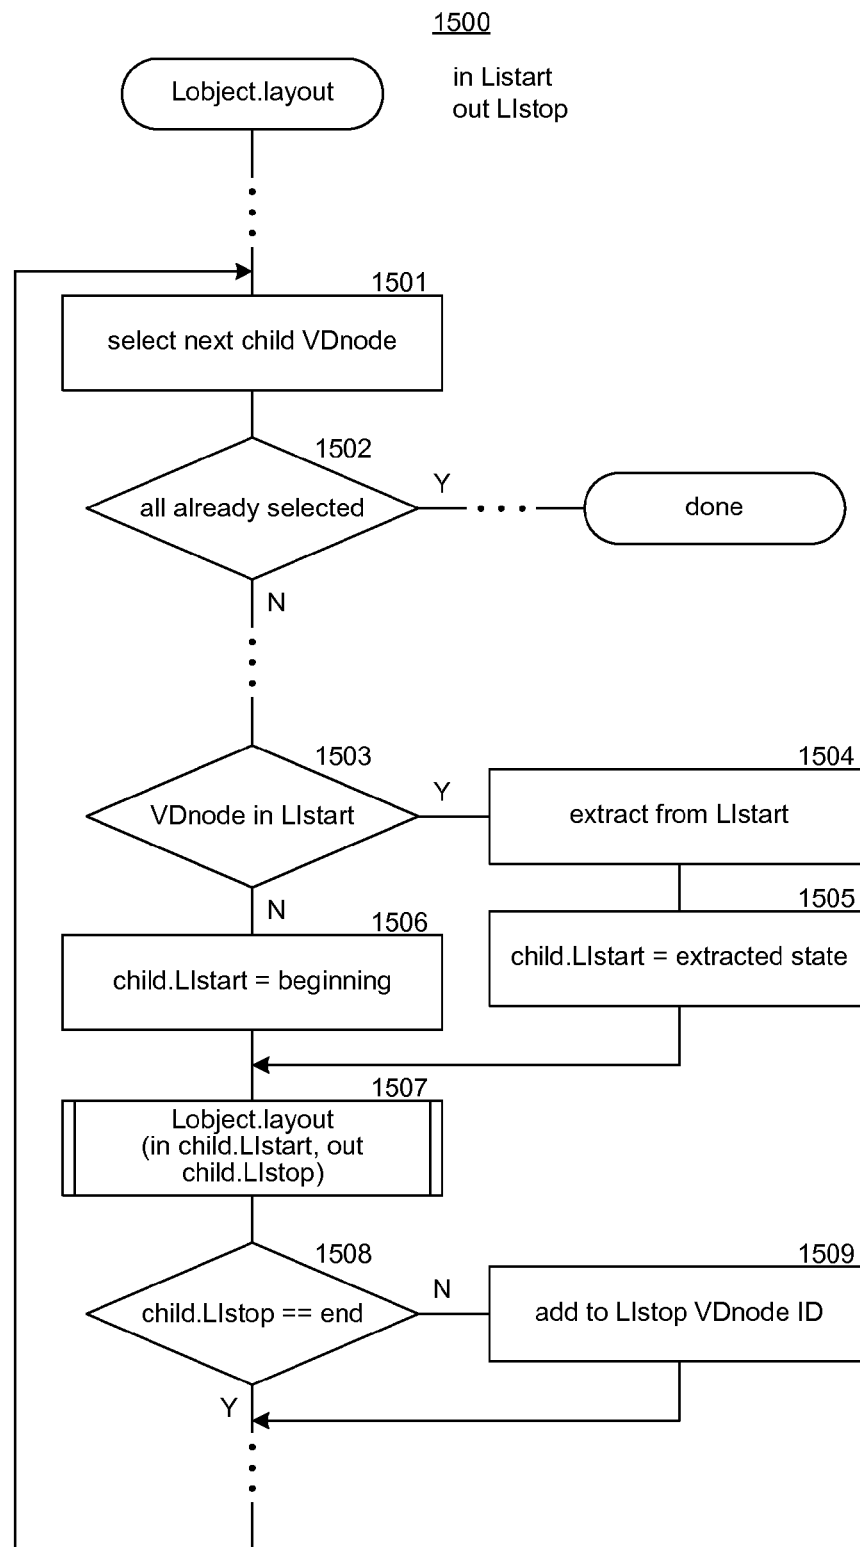 1500
Lobject.layout
in Listart
out LIstop
1501
select next child VDnode
1502
all already selected
Y
done
N
1503
VDnode in LIstart
Y
1504
extract from LIstart
N
1505
child.LIstart = extracted state
1506
child.LIstart = beginning
1507
Lobject.layout
(in child.LIstart, out
child.LIstop)
1508
child.LIstop == end
N
1509
add to LIstop VDnode ID
Y